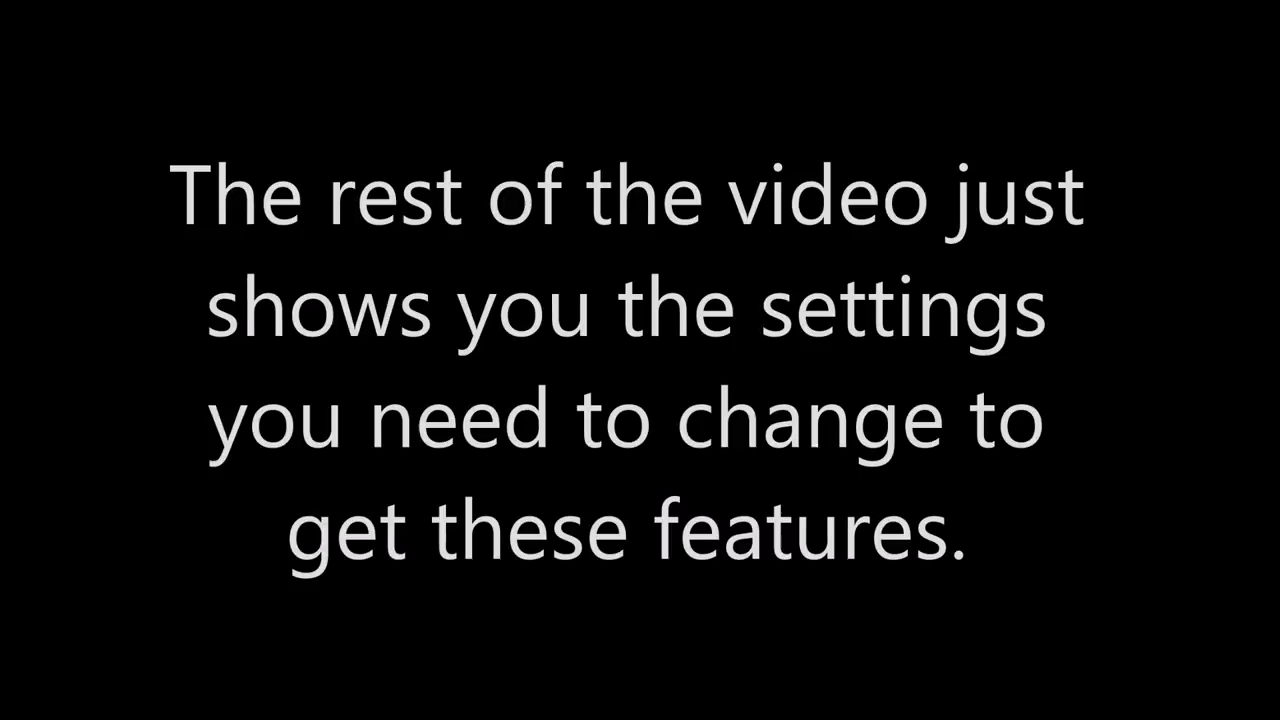 The rest of the video just
shows you the settings
you need to change to
get these features.